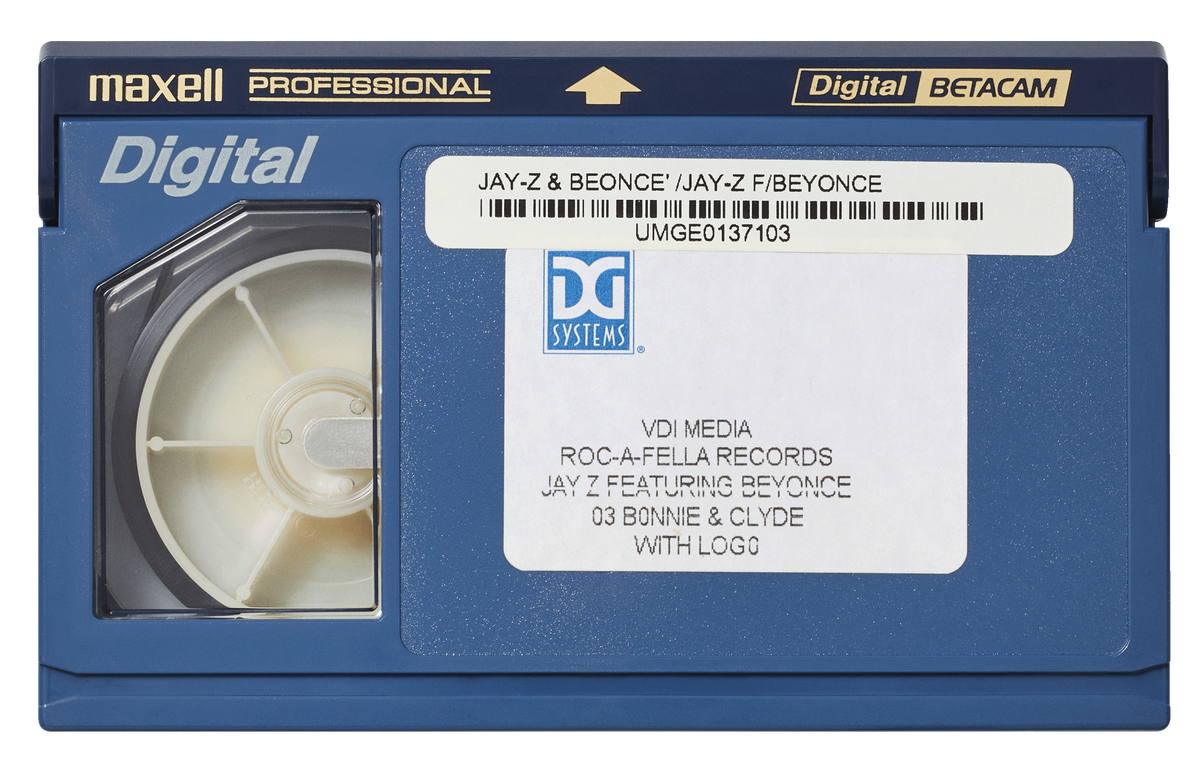 maxell PROFESSIONAL Digital BETACAM
Digital
JAY-Z & BEONCE' /JAY-Z F/BEYONCE
UMGE0137103
DG
SYSTEMS®
VDI MEDIA
ROC-A-FELLA RECORDS
JAY Z FEATURING BEYONCE
03 B0NNIE & CLYDE
WITH LOG0